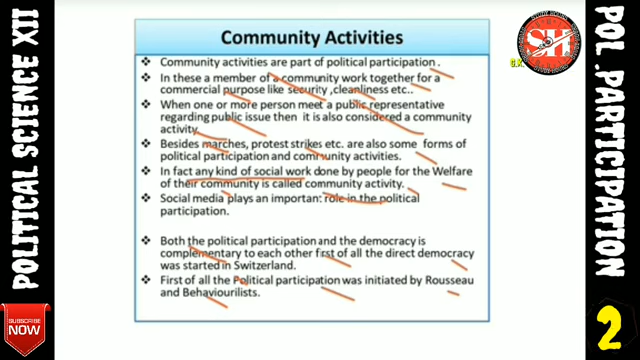 POLITICAL SCIENCE XII
SUBSCRIBE
NOW
Community Activities
❖ Community activities are part of political participation .
❖ In these a member of a community work together for a
commercial purpose like security ,cleanliness etc..
❖ When one or more person meet a public representative
regarding public issue then it is also considered a community
activity.
❖ Besides marches, protest strikes etc. are also some forms of
political participation and community activities.
❖ In fact any kind of social work done by people for the Welfare
of their community is called community activity.
❖ Social media plays an important role in the political
participation.
❖ Both the political participation and the democracy is
complementary to each other first of all the direct democracy
was started in Switzerland.
❖ First of all the Political participation was initiated by Rousseau
and Behaviourilists.
SH
G.K
POL. PARTICIPATION
2